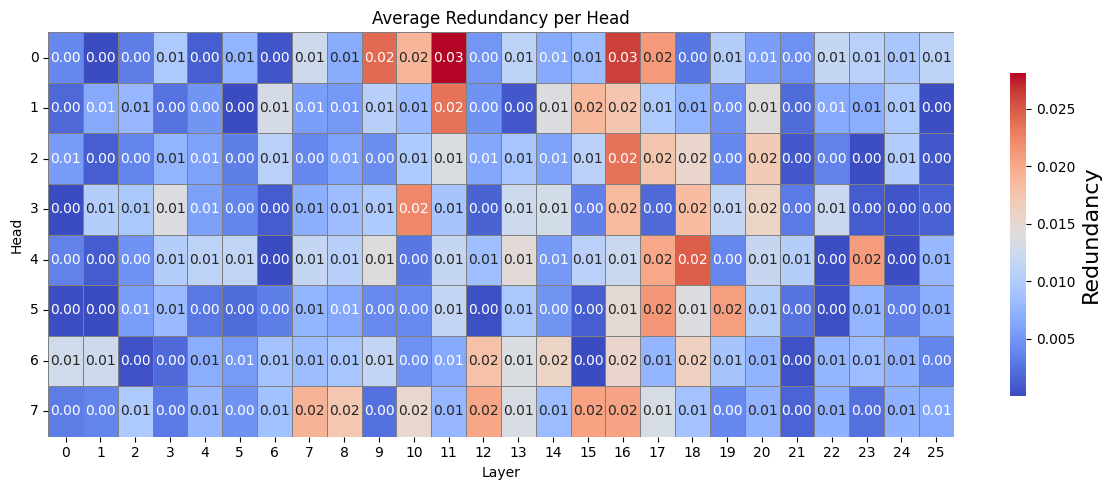 Average Redundancy per Head
0 0.00 0.00 0.00 0.01 0.00 0.01 0.00 0.01 0.01 0.02 0.02 0.03 0.00 0.01 0.01 0.01 0.03 0.02 0.00 0.01 0.01 0.00 0.01 0.01 0.01 0.01
1 0.00 0.01 0.01 0.00 0.00 0.00 0.01 0.01 0.01 0.01 0.01 0.02 0.00 0.00 0.01 0.02 0.02 0.01 0.01 0.00 0.01 0.00 0.01 0.01 0.01 0.00
2 0.01 0.00 0.00 0.01 0.01 0.00 0.01 0.00 0.01 0.00 0.01 0.01 0.01 0.01 0.01 0.01 0.02 0.02 0.02 0.00 0.02 0.00 0.00 0.00 0.01 0.00
3 0.00 0.01 0.01 0.01 0.01 0.00 0.00 0.01 0.01 0.01 0.02 0.01 0.00 0.01 0.01 0.00 0.02 0.00 0.02 0.01 0.02 0.00 0.01 0.00 0.00 0.00
4 0.00 0.00 0.00 0.01 0.01 0.01 0.00 0.01 0.01 0.01 0.00 0.01 0.01 0.01 0.01 0.01 0.01 0.02 0.02 0.00 0.01 0.01 0.00 0.02 0.00 0.01
5 0.00 0.00 0.01 0.01 0.00 0.00 0.00 0.01 0.01 0.00 0.00 0.01 0.00 0.01 0.00 0.00 0.01 0.02 0.01 0.02 0.01 0.00 0.00 0.01 0.00 0.01
6 0.01 0.01 0.00 0.00 0.01 0.01 0.01 0.01 0.01 0.01 0.00 0.01 0.02 0.01 0.02 0.00 0.02 0.01 0.02 0.01 0.01 0.00 0.01 0.01 0.01 0.00
7 0.00 0.00 0.01 0.00 0.01 0.00 0.01 0.02 0.02 0.00 0.02 0.01 0.02 0.01 0.01 0.02 0.02 0.01 0.01 0.00 0.01 0.00 0.01 0.00 0.01 0.01
0 1 2 3 4 5 6 7 8 9 10 11 12 13 14 15 16 17 18 19 20 21 22 23 24 25
Layer
Head
0.025
0.020
0.015
0.010
0.005
Redundancy